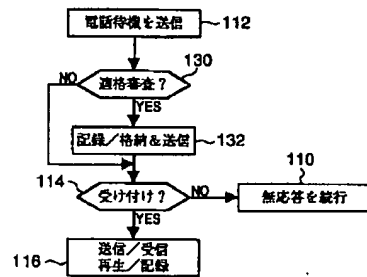 電話待機を送信
112
130
適格審査?
NO
YES
記録/格納&送信
132
114
受け付け?
NO
110
無応答を続行
YES
116
送信/受信
再生/記録